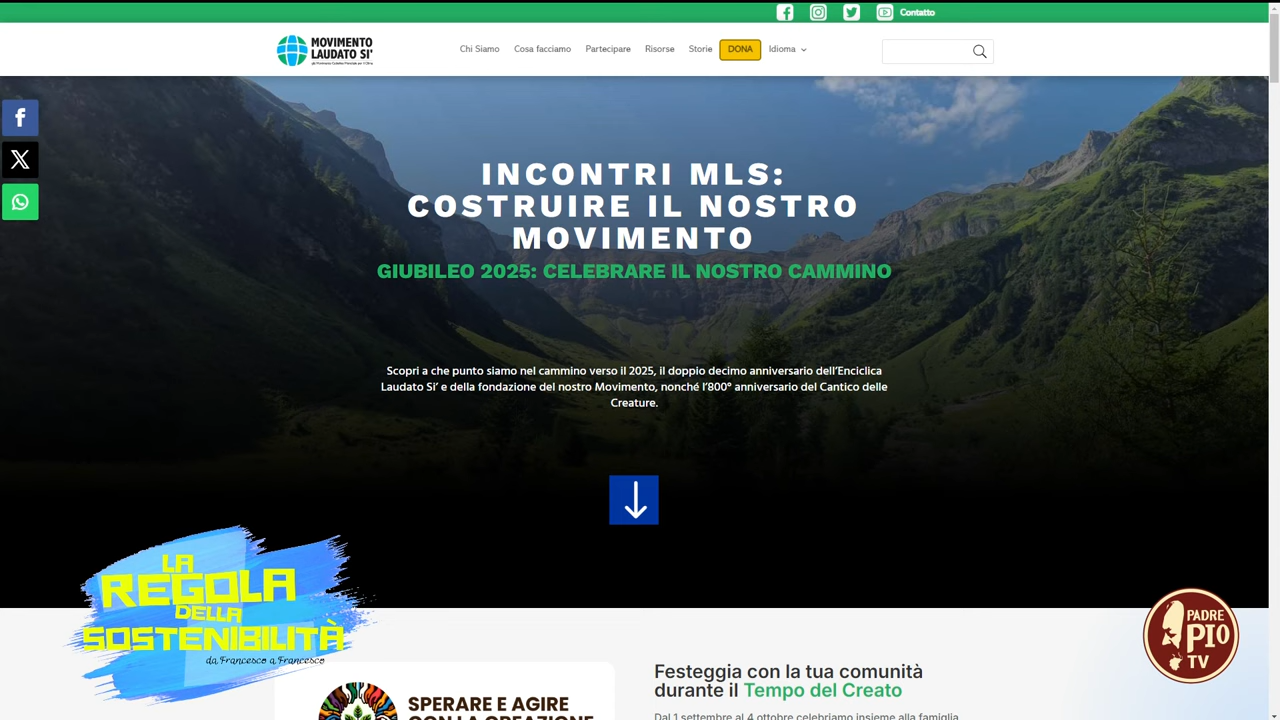 Contatto
MOVIMENTO
LAUDATO SI'
Chi Siamo
Cosa facciamo
Partecipare
Risorse
Storie
DONA
Idioma
INCONTRI MLS:
COSTRUIRE IL NOSTRO
MOVIMENTO
GIUBILEO 2025: CELEBRARE IL NOSTRO CAMMINO
Scopri a che punto siamo nel cammino verso il 2025, il doppio decimo anniversario dell'Enciclica
Laudato Si' e della fondazione del nostro Movimento, nonché l'800° anniversario del Cantico delle
Creature.
LA
REGOLA
DELLA
SOSTENIBILITÀ
da Francesco a Francesco
PADRE
PIO
TV
SPERARE E AGIRE
CON LA CREAZIONE
Festeggia con la tua comunità
durante il Tempo del Creato
Dal 1 settembre al 4 ottobre celebriamo insieme alla famiglia